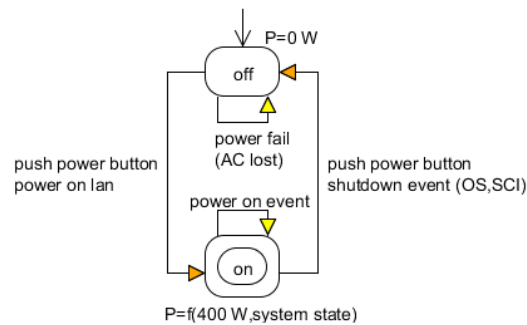 P=0 W
off
power fail
(AC lost)
push power button
power on lan
push power button
shutdown event (OS,SCI)
power on event
on
P=f(400 W,system state)